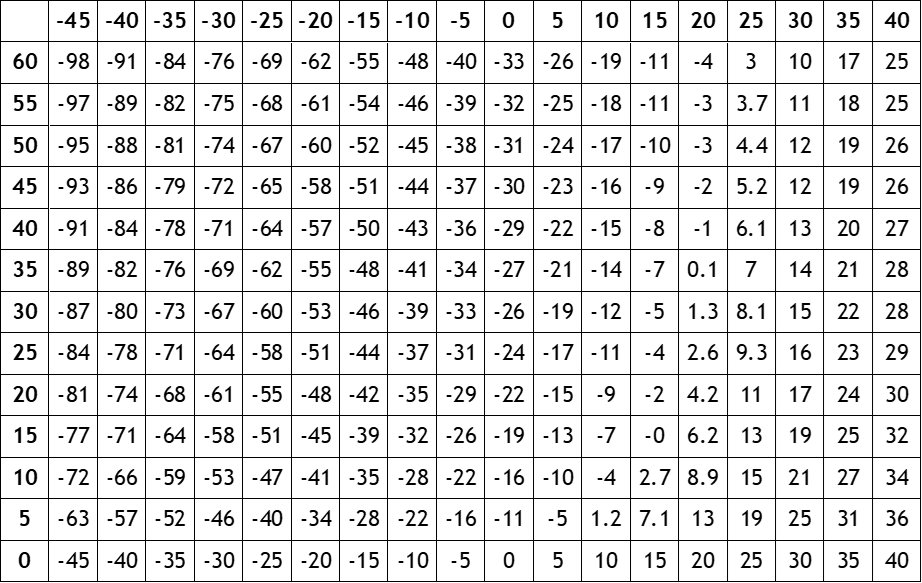 -45 -40 -35 -30 -25 -20 -15 -10 -5 0 5 10 15 20 25 30 35 40
60 -98 -91 -84 -76 -69 -62 -55 -48 -40 -33 -26 -19 -11 -4 3 10 17 25
55 -97 -89 -82 -75 -68 -61 -54 -46 -39 -32 -25 -18 -11 -3 3.7 11 18 25
50 -95 -88 -81 -74 -67 -60 -52 -45 -38 -31 -24 -17 -10 -3 4.4 12 19 26
45 -93 -86 -79 -72 -65 -58 -51 -44 -37 -30 -23 -16 -9 -2 5.2 12 19 26
40 -91 -84 -78 -71 -64 -57 -50 -43 -36 -29 -22 -15 -8 -1 6.1 13 20 27
35 -89 -82 -76 -69 -62 -55 -48 -41 -34 -27 -21 -14 -7 0.1 7 14 21 28
30 -87 -80 -73 -67 -60 -53 -46 -39 -33 -26 -19 -12 -5 1.3 8.1 15 22 28
25 -84 -78 -71 -64 -58 -51 -44 -37 -31 -24 -17 -11 -4 2.6 9.3 16 23 29
20 -81 -74 -68 -61 -55 -48 -42 -35 -29 -22 -15 -9 -2 4.2 11 17 24 30
15 -77 -71 -64 -58 -51 -45 -39 -32 -26 -19 -13 -7 -0 6.2 13 19 25 32
10 -72 -66 -59 -53 -47 -41 -35 -28 -22 -16 -10 -4 2.7 8.9 15 21 27 34
5 -63 -57 -52 -46 -40 -34 -28 -22 -16 -11 -5 1.2 7.1 13 19 25 31 36
0 -45 -40 -35 -30 -25 -20 -15 -10 -5 0 5 10 15 20 25 30 35 40